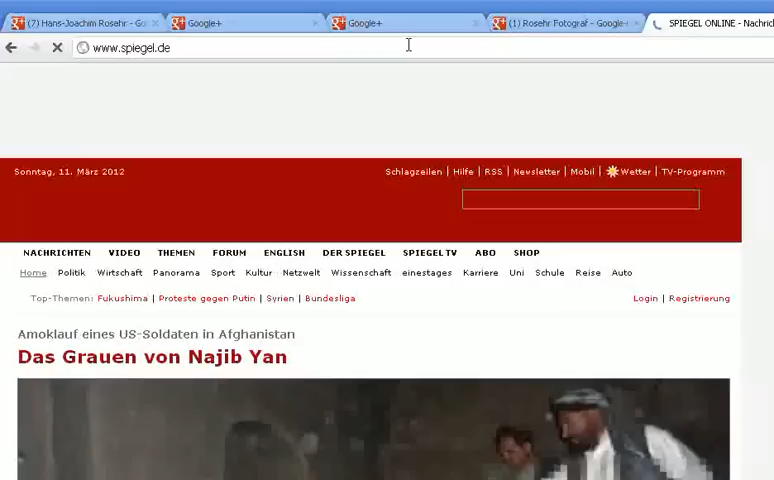 (7) Hans-Joachim Rosehr - Go
Google+
Google+
(1) Rosehr Fotograf - Google+
SPIEGEL ONLINE - Nachric
www.spiegel.de
Sonntag, 11. März 2012
Schlagzeilen | Hilfe | RSS | Newsletter | Mobil | Wetter | TV-Programm
NACHRICHTEN VIDEO THEMEN FORUM ENGLISH DER SPIEGEL SPIEGEL TV ABO SHOP
Home Politik Wirtschaft Panorama Sport Kultur Netzwelt Wissenschaft einestages Karriere Uni Schule Reise Auto
Top-Themen: Fukushima | Proteste gegen Putin | Syrien | Bundesliga
Login | Registrierung
Amoklauf eines US-Soldaten in Afghanistan
Das Grauen von Najib Yan